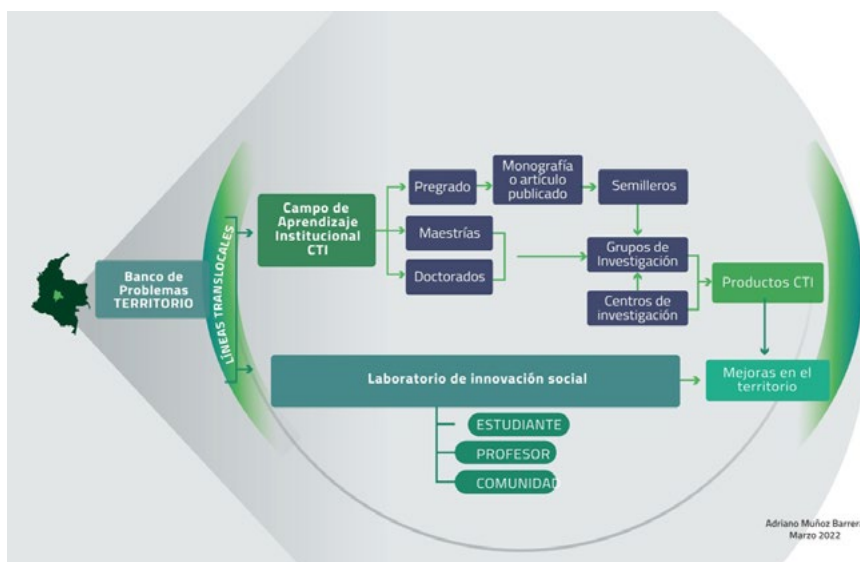 Banco de
Problemas
TERRITORIO
LÍNEAS TRANSLOCALES
Campo de
Aprendizaje
Institucional
CTI
Pregrado
Monografía
o artículo
publicado
Semilleros
Maestrías
Doctorados
Grupos de
Investigación
Centros de
investigación
Productos CTI
Laboratorio de innovación social
Mejoras en el
territorio
ESTUDIANTE
PROFESOR
COMUNIDAD
Adriano Muñoz Barrera
Marzo 2022